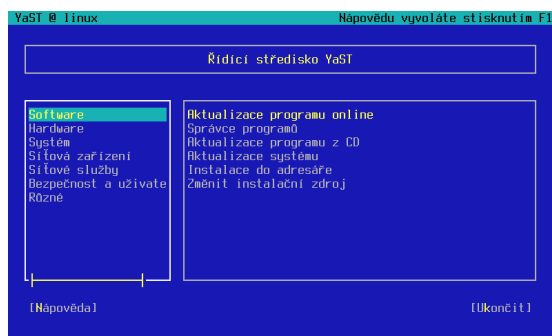 YaST @ linux Nápovědu vyvoláte stisknutím F1
Řídící středisko YaST
Software
Hardware
Systém
Síťová zařízení
Síťové služby
Bezpečnost a uživate
Různé
Aktualizace programu online
Správce programů
Aktualizace programu z CD
Aktualizace systému
Instalace do adresáře
Změnit instalační zdroj
[Nápověda] [Ukončit]